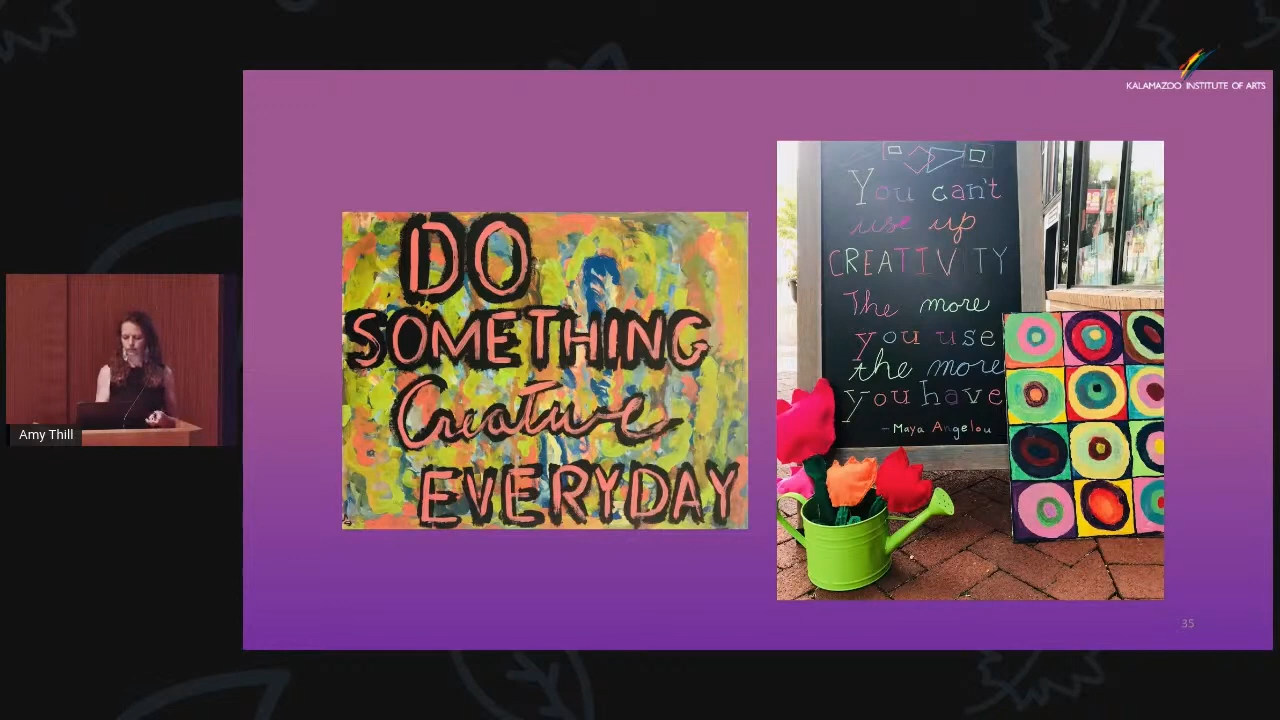 KALAMAZOO INSTITUTE OF ARTS
DO
SOMETHING
Creative
EVERYDAY
You can't
use up
CREATIVITY
The more
you use
the more
you have
-Maya Angelou
Amy Thill
35